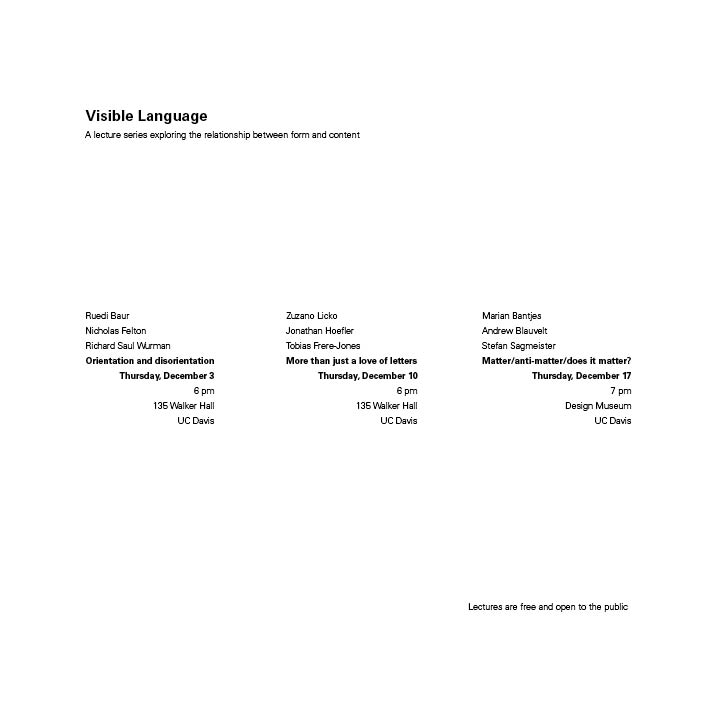 Visible Language
A lecture series exploring the relationship between form and content
Ruedi Baur
Nicholas Felton
Richard Saul Wurman
Orientation and disorientation
Thursday, December 3
6 pm
135 Walker Hall
UC Davis
Zuzano Licko
Jonathan Hoefler
Tobias Frere-Jones
More than just a love of letters
Thursday, December 10
6 pm
135 Walker Hall
UC Davis
Marian Bantjes
Andrew Blauvelt
Stefan Sagmeister
Matter/anti-matter/does it matter?
Thursday, December 17
7 pm
Design Museum
UC Davis
Lectures are free and open to the public